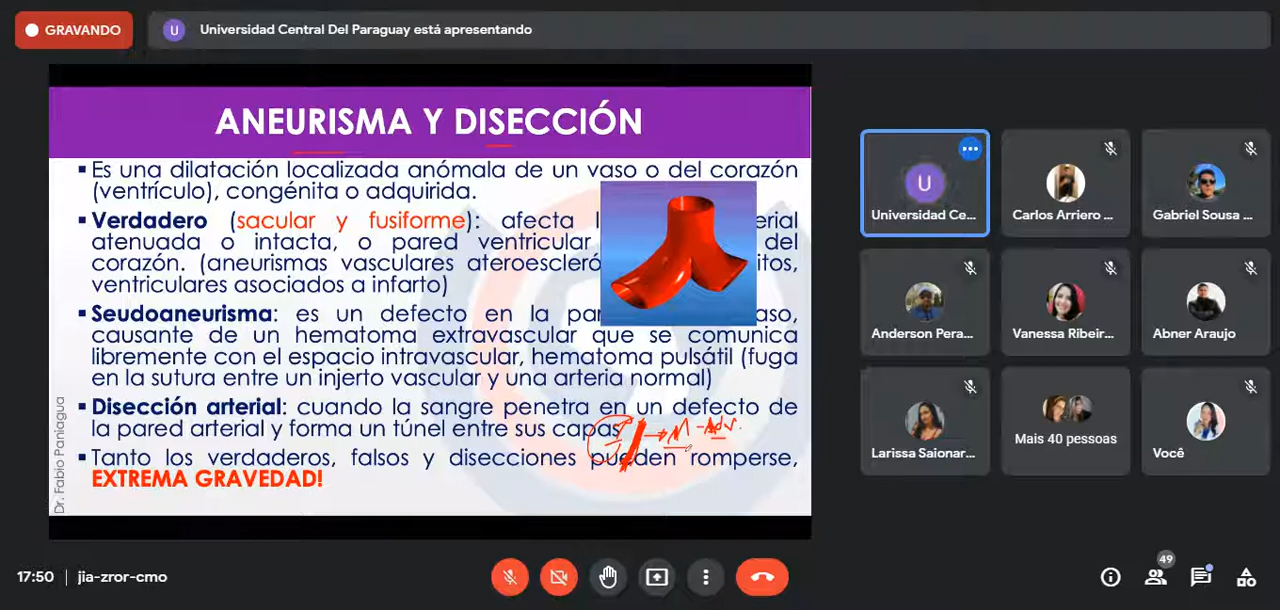 GRAVANDO
U
Universidad Central Del Paraguay está apresentando
ANEURISMA Y DISECCIÓN
Es una dilatación localizada anómala de un vaso o del corazón
(ventrículo), congénita o adquirida.
Verdadero (sacular y fusiforme): afecta erial
atenuada o intacta, o pared ventricular del
corazón. (aneurismas vasculares ateroescleró itos,
ventriculares asociados a infarto)
Seudoaneurisma: es un defecto en la par aso,
causante de un hematoma extravascular que se comunica
libremente con el espacio intravascular, hematoma pulsátil (fuga
en la sutura entre un injerto vascular y una arteria normal)
Disección arterial: cuando la sangre penetra en un defecto de
la pared arterial y forma un túnel entre sus capas
M - Adv.
Tanto los verdaderos, falsos y disecciones pueden romperse,
EXTREMA GRAVEDAD!
Dr. Fabio Paniagua
U
Universidad Ce...
Carlos Arriero ...
Gabriel Sousa ...
Anderson Pera...
Vanessa Ribeir...
Abner Araujo
Larissa Saionar...
Mais 40 pessoas
Você
17:50 | jia-zror-cmo
49